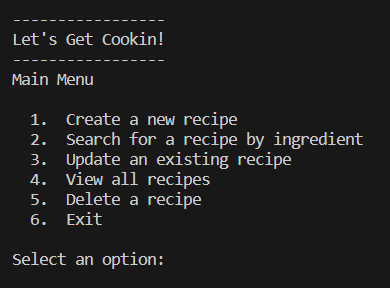 -----------------
Let's Get Cookin!
-----------------
Main Menu
1. Create a new recipe
2. Search for a recipe by ingredient
3. Update an existing recipe
4. View all recipes
5. Delete a recipe
6. Exit
Select an option: